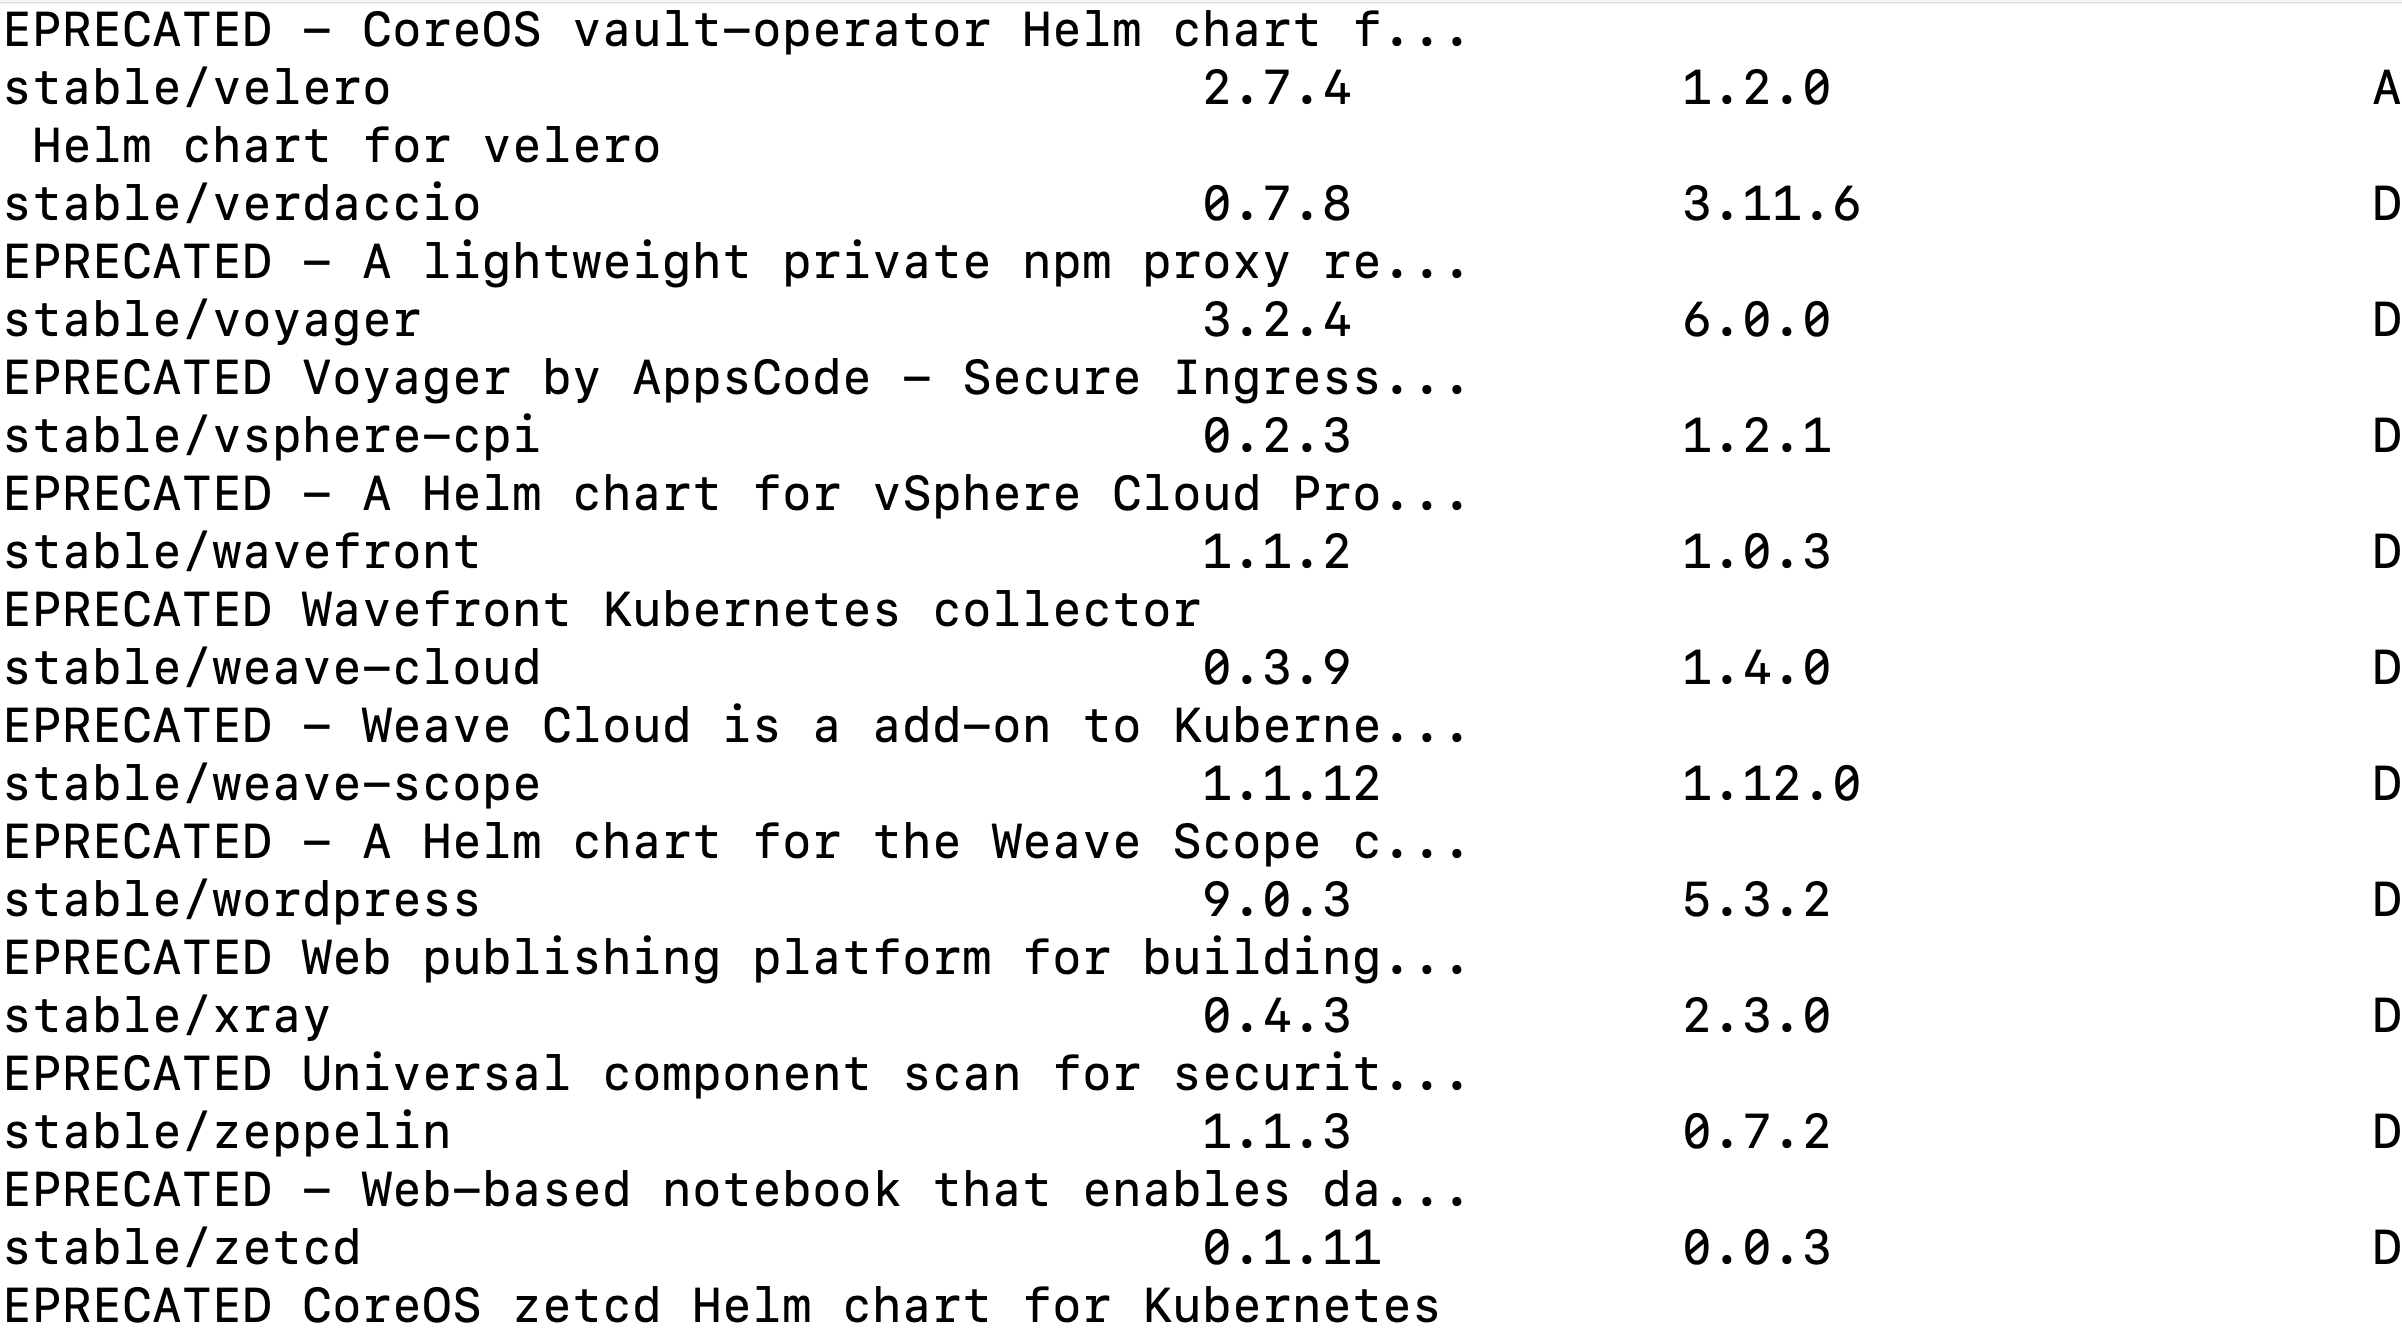 EPRECATED – CoreOS vault–operator Helm chart f...
stable/velero 2.7.4 1.2.0 A
Helm chart for velero
stable/verdaccio 0.7.8 3.11.6 D
EPRECATED – A lightweight private npm proxy re...
stable/voyager 3.2.4 6.0.0 D
EPRECATED Voyager by AppsCode – Secure Ingress...
stable/vsphere–cpi 0.2.3 1.2.1 D
EPRECATED – A Helm chart for vSphere Cloud Pro...
stable/wavefront 1.1.2 1.0.3 D
EPRECATED Wavefront Kubernetes collector
stable/weave–cloud 0.3.9 1.4.0 D
EPRECATED – Weave Cloud is a add–on to Kuberne...
stable/weave–scope 1.1.12 1.12.0 D
EPRECATED – A Helm chart for the Weave Scope c...
stable/wordpress 9.0.3 5.3.2 D
EPRECATED Web publishing platform for building...
stable/xray 0.4.3 2.3.0 D
EPRECATED Universal component scan for securit...
stable/zeppelin 1.1.3 0.7.2 D
EPRECATED – Web–based notebook that enables da...
stable/zetcd 0.1.11 0.0.3 D
EPRECATED CoreOS zetcd Helm chart for Kubernetes